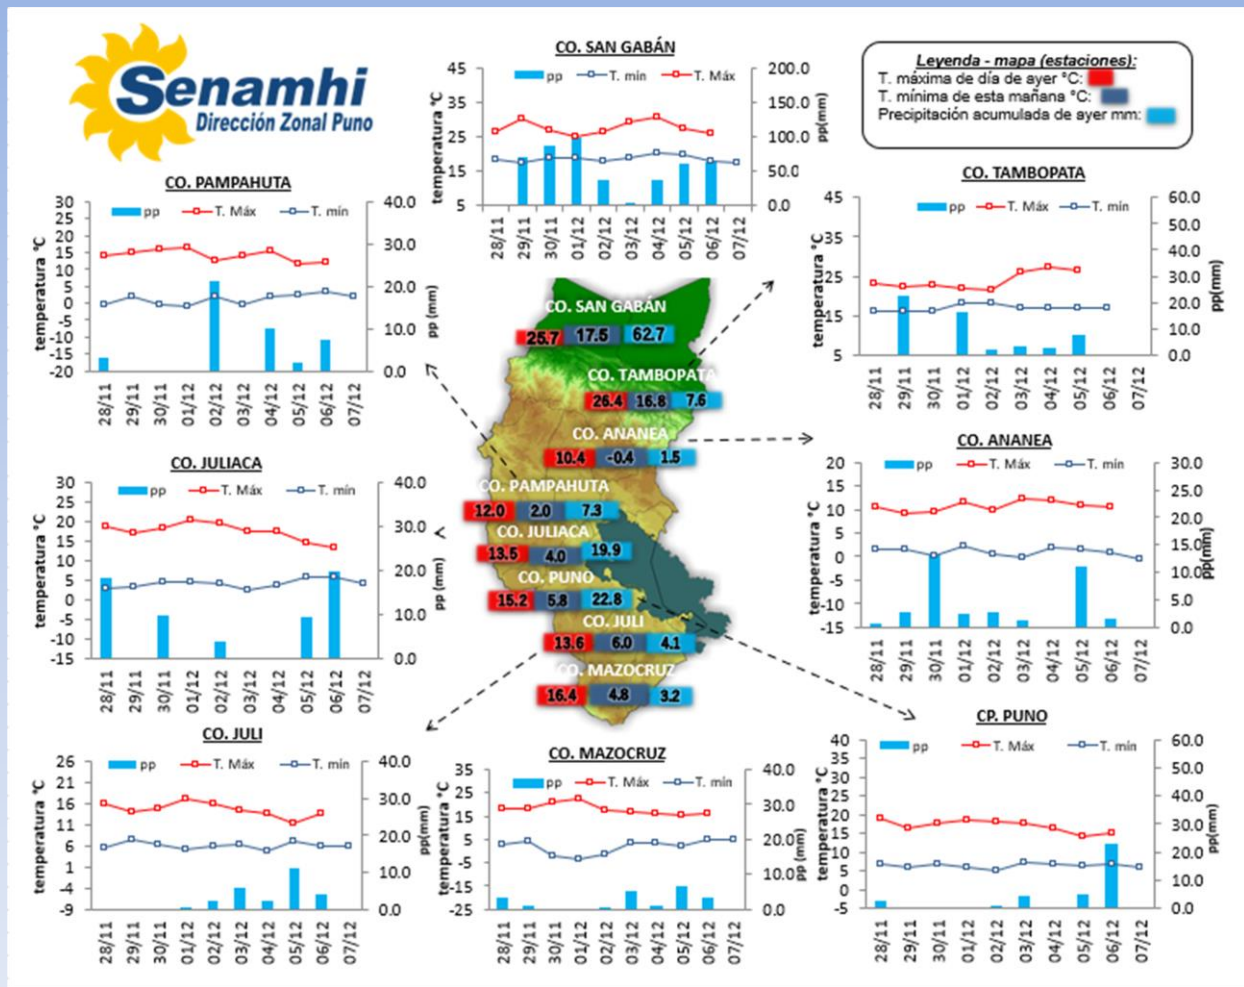 Senamhi
Dirección Zonal Puno
CO. SAN GABÁN
45
35
25
15
5
temperatura °C
pp
T. min
T. Máx
200.0
150.0
100.0
50.0
0.0
pp(mm)
28/11
29/11
30/11
01/12
02/12
03/12
04/12
05/12
06/12
07/12
Leyenda - mapa (estaciones):
T. máxima de día de ayer °C:
T. mínima de esta mañana °C:
Precipitación acumulada de ayer mm:
CO. PAMPAHUTA
30
25
20
15
10
5
0
-5
-10
-15
-20
temperatura °C
pp
T. Máx
T. mín
40.0
30.0
20.0
10.0
0.0
pp (mm)
28/11
29/11
30/11
01/12
02/12
03/12
04/12
05/12
06/12
07/12
CO. TAMBOPATA
45
35
25
15
5
temperatura °C
pp
T. Máx
T. min
60.0
50.0
40.0
30.0
20.0
10.0
0.0
pp(mm)
28/11
29/11
30/11
01/12
02/12
03/12
04/12
05/12
06/12
07/12
CO. SAN GABÁN
25.7 17.5 62.7
CO. TAMBOPATA
26.4 16.8 7.6
CO. ANANEA
10.4 -0.4 1.5
CO. PAMPAHUTA
12.0 2.0 7.3
CO. JULIACA
13.5 4.0 19.9
CO. PUNO
15.2 5.8 22.8
CO. JULI
13.6 6.0 4.1
CO. MAZOCRUZ
16.4 4.8 3.2
CO. JULIACA
30
25
20
15
10
5
0
-5
-10
-15
temperatura °C
pp
T. Máx
T. mín
40.0
30.0
20.0
10.0
0.0
pp (mm)
28/11
29/11
30/11
01/12
02/12
03/12
04/12
05/12
06/12
07/12
CO. ANANEA
20
15
10
5
0
-5
-10
-15
temperatura °C
pp
T. Máx
T. mín
30.0
25.0
20.0
15.0
10.0
5.0
0.0
pp(mm)
28/11
29/11
30/11
01/12
02/12
03/12
04/12
05/12
06/12
07/12
CO. JULI
26
21
16
11
6
1
-4
-9
temperatura °C
pp
T. Máx
T. mín
40.0
30.0
20.0
10.0
0.0
pp(mm)
28/11
29/11
30/11
01/12
02/12
03/12
04/12
05/12
06/12
07/12
CO. MAZOCRUZ
35
25
15
5
-5
-15
-25
temperatura °C
pp
T. Máx
T. mín
40.0
30.0
20.0
10.0
0.0
pp (mm)
28/11
29/11
30/11
01/12
02/12
03/12
04/12
05/12
06/12
07/12
CP. PUNO
40
35
30
25
20
15
10
5
0
-5
temperatura °C
pp
T. Máx
T. mín
60.0
50.0
40.0
30.0
20.0
10.0
0.0
pp(mm)
28/11
29/11
30/11
01/12
02/12
03/12
04/12
05/12
06/12
07/12